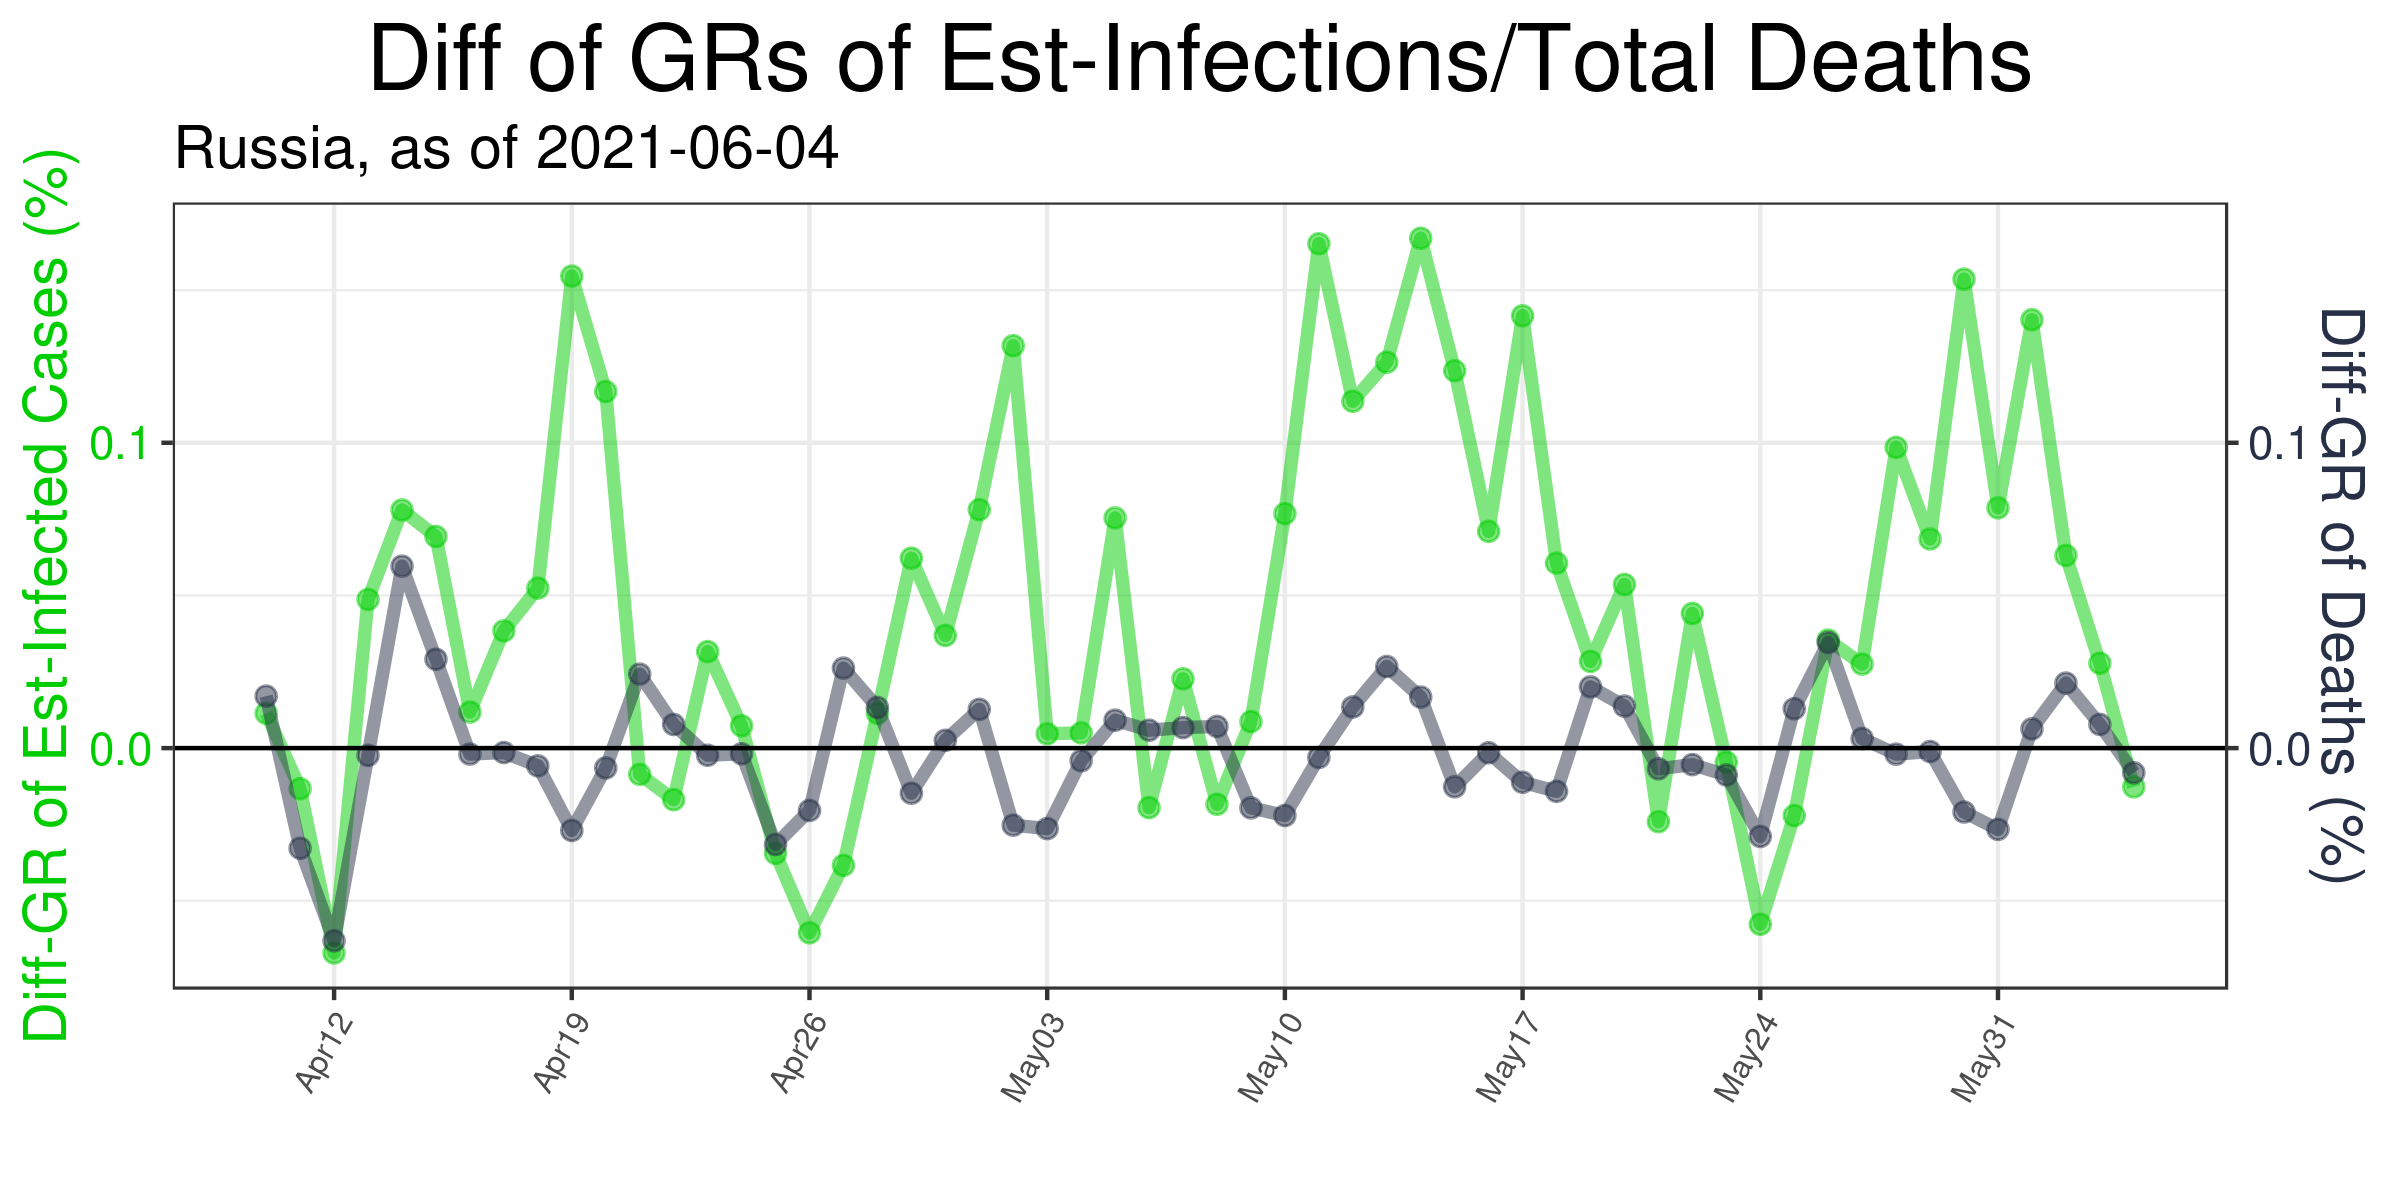 Diff of GRs of Est-Infections/Total Deaths
Russia, as of 2021-06-04
Diff-GR of Est-Infected Cases (%)
0.1
0.0
0.1
0.0
Diff-GR of Deaths (%)
Apr12
Apr19
Apr26
May03
May10
May17
May24
May31